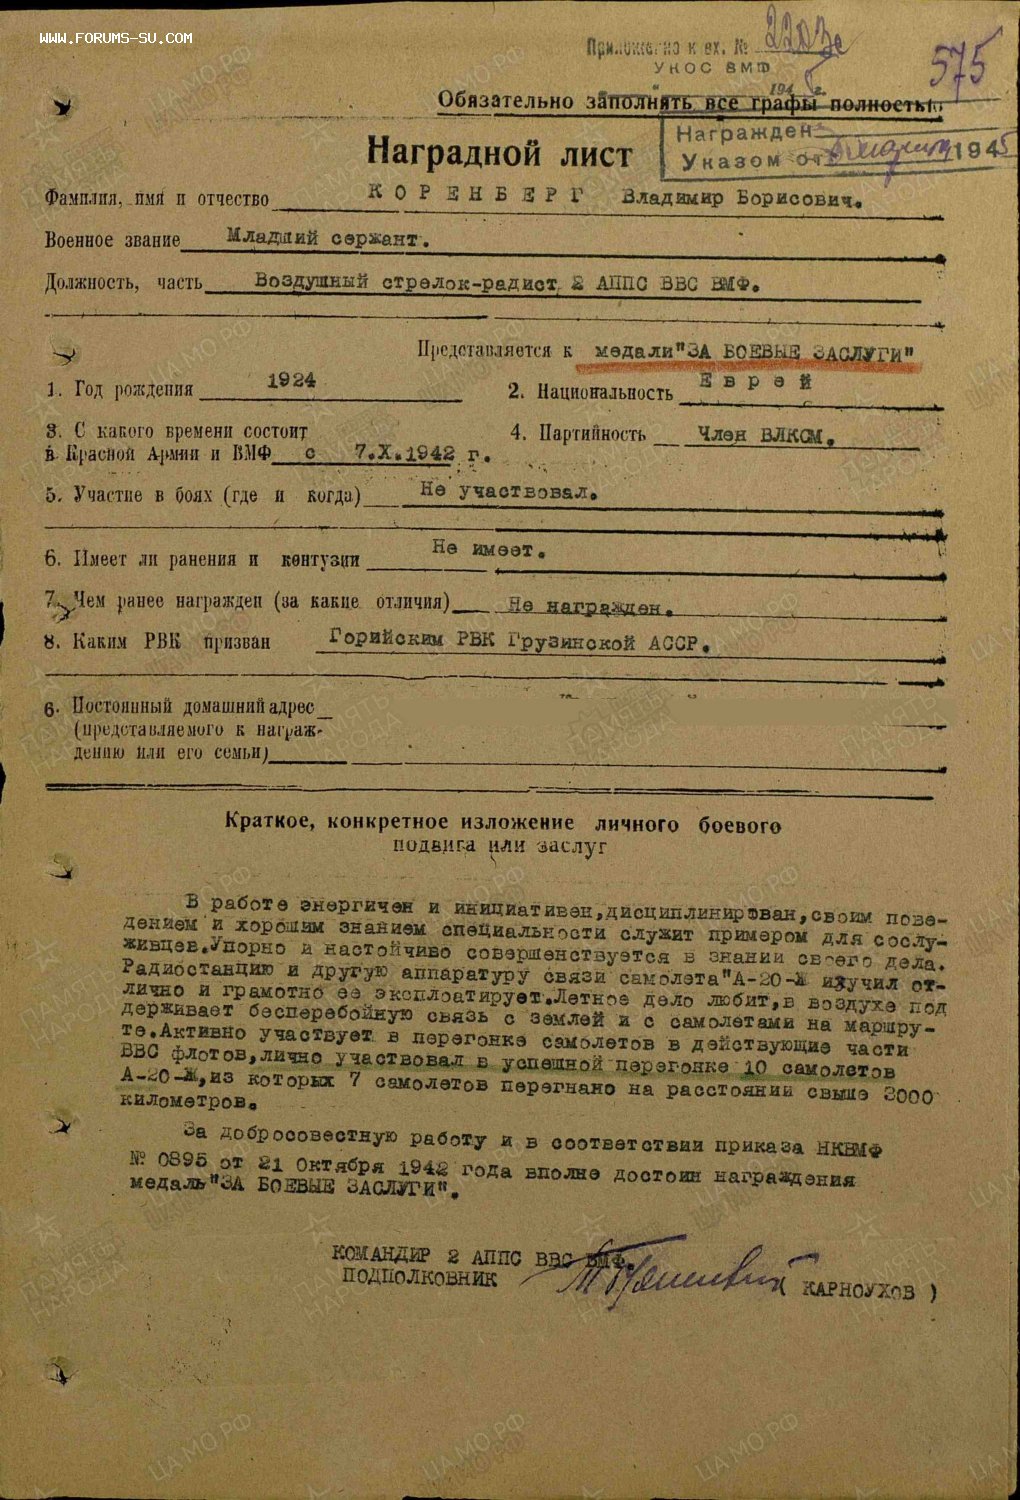 WWW.FORUMS-SU.COM
Приложено к вх. № 2203с
УКОС ВМФ
194 г.
575
Обязательно заполнять все графы полностью.
Награжден
Указом от марта 1945
Наградной лист
Фамилия, имя и отчество КОРЕНБЕРГ Владимир Борисович.
Военное звание Младший сержант.
Должность, часть Воздушный стрелок-радист 2 АППС ВВС ВМФ.
Представляется к медали "ЗА БОЕВЫЕ ЗАСЛУГИ"
1. Год рождения 1924
2. Национальность Еврей
3. С какого времени состоит
в Красной Армии и ВМФ с 7.X.1942 г.
4. Партийность Член ВЛКСМ.
5. Участие в боях (где и когда) Не участвовал.
6. Имеет ли ранения и контузии Не имеет.
7. Чем ранее награжден (за какие отличия) Не награжден.
8. Каким РВК призван Горийским РВК Грузинской АССР.
6. Постоянный домашний адрес
(представляемого к награж-
дению или его семьи)
Краткое, конкретное изложение личного боевого
подвига или заслуг
В работе энергичен и инициативен,дисциплинирован,своим пове-
дением и хорошим знанием специальности служит примером для сослу-
живцев.Упорно и настойчиво совершенствуется в знании своего дела.
Радиостанцию и другую аппаратуру связи самолета"А-20-Ж изучил от-
лично и грамотно ее эксплоатирует.Летное дело любит,в воздухе под
держивает бесперебойную связь с землей и с самолетами на маршру-
те.Активно участвует в перегонке самолетов в действующие части
ВВС флотов,лично участвовал в успешной перегонке 10 самолетов
А-20-Ж,из которых 7 самолетов перегнано на расстоянии свыше 3000
километров.
За добросовестную работу и в соответствии приказа НКВМФ
№ 0895 от 21 Октября 1942 года вполне достоин награждения
медаль"ЗА БОЕВЫЕ ЗАСЛУГИ".
КОМАНДИР 2 АППС ВВС ВМФ.
ПОДПОЛКОВНИК ( КАРНОУХОВ )